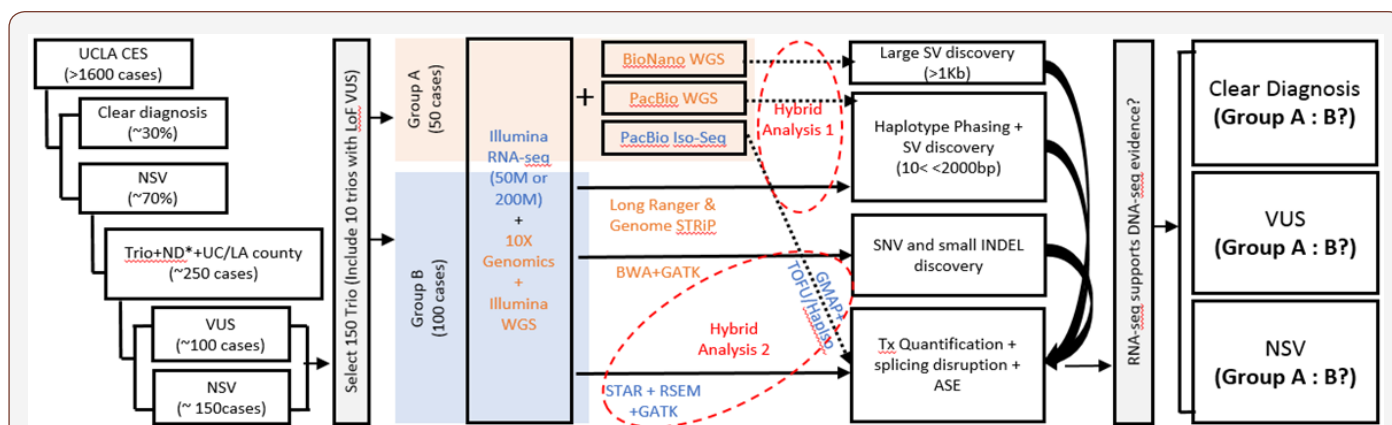 UCLA CES
(>1600 cases)
Clear diagnosis
(~30%)
NSV
(~70%)
Trio+ND*+UC/LA county
(~250 cases)
VUS
(~100 cases)
NSV
(~ 150cases)
Select 150 Trio (Include 10 trios with LoF VUS)
Group A
(50 cases)
Group B
(100 cases)
Illumina
RNA-seq
(50M or
200M)
+
10X
Genomics
+
Illumina
WGS
+
BioNano WGS
PacBio WGS
PacBio Iso-Seq
Hybrid
Analysis 1
Long Ranger &
Genome STRiP
BWA+GATK
GMAP+
TOFU/HapIso
Hybrid
Analysis 2
STAR + RSEM
+GATK
Large SV discovery
(>1Kb)
Haplotype Phasing +
SV discovery
(10< <2000bp)
SNV and small INDEL
discovery
Tx Quantification +
splicing disruption +
ASE
RNA-seq supports DNA-seq evidence?
Clear Diagnosis
(Group A : B?)
VUS
(Group A : B?)
NSV
(Group A : B?)